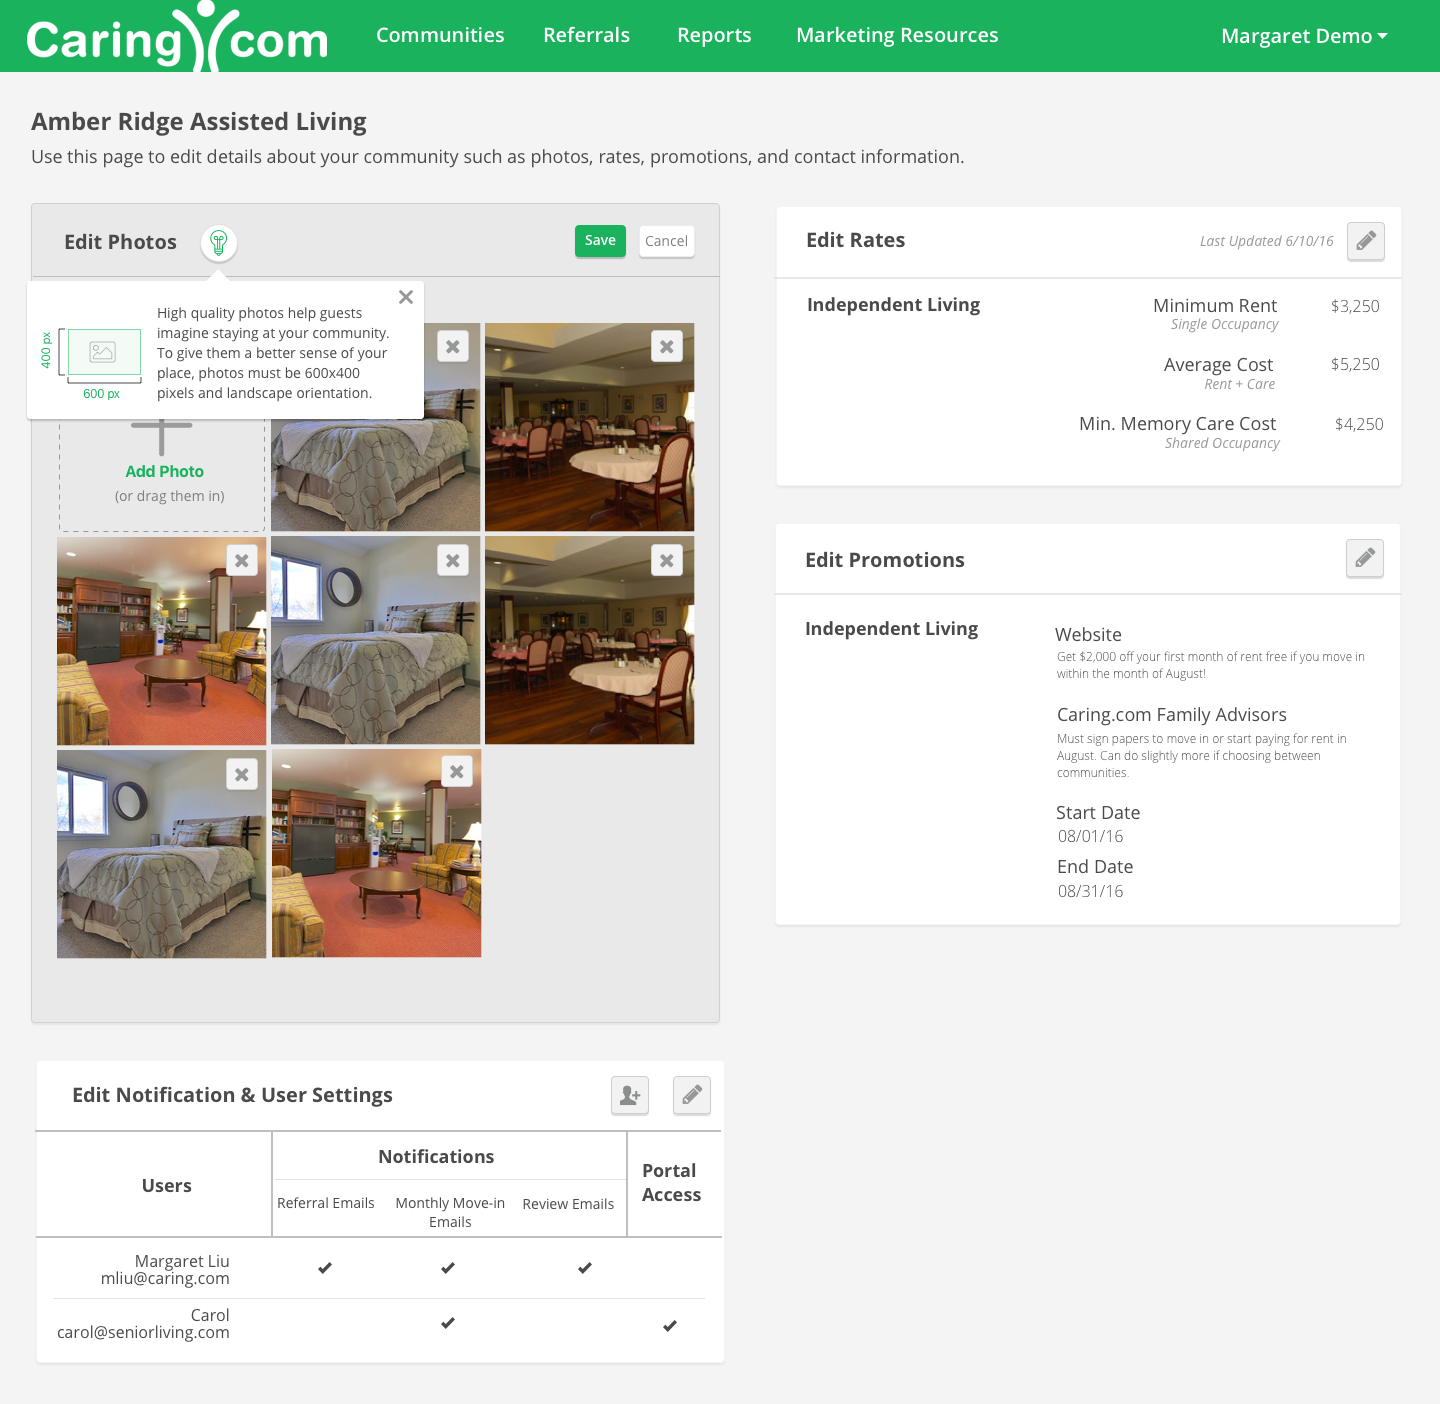 Caring com
Communities
Referrals
Reports
Marketing Resources
Margaret Demo
Amber Ridge Assisted Living
Use this page to edit details about your community such as photos, rates, promotions, and contact information.
Edit Photos
Save
Cancel
High quality photos help guests
imagine staying at your community.
To give them a better sense of your
place, photos must be 600x400
pixels and landscape orientation.
400 px
600 px
Add Photo
(or drag them in)
Edit Rates
Last Updated 6/10/16
Independent Living
Minimum Rent
$3,250
Single Occupancy
Average Cost
$5,250
Rent + Care
Min. Memory Care Cost
$4,250
Shared Occupancy
Edit Promotions
Independent Living
Website
Get $2,000 off your first month of rent free if you move in
within the month of August!
Caring.com Family Advisors
Must sign papers to move in or start paying for rent in
August. Can do slightly more if choosing between
communities.
Start Date
08/01/16
End Date
08/31/16
Edit Notification & User Settings
Users
Notifications
Portal
Access
Referral Emails
Monthly Move-in
Emails
Review Emails
Margaret Liu
mliu@caring.com
Carol
carol@seniorliving.com